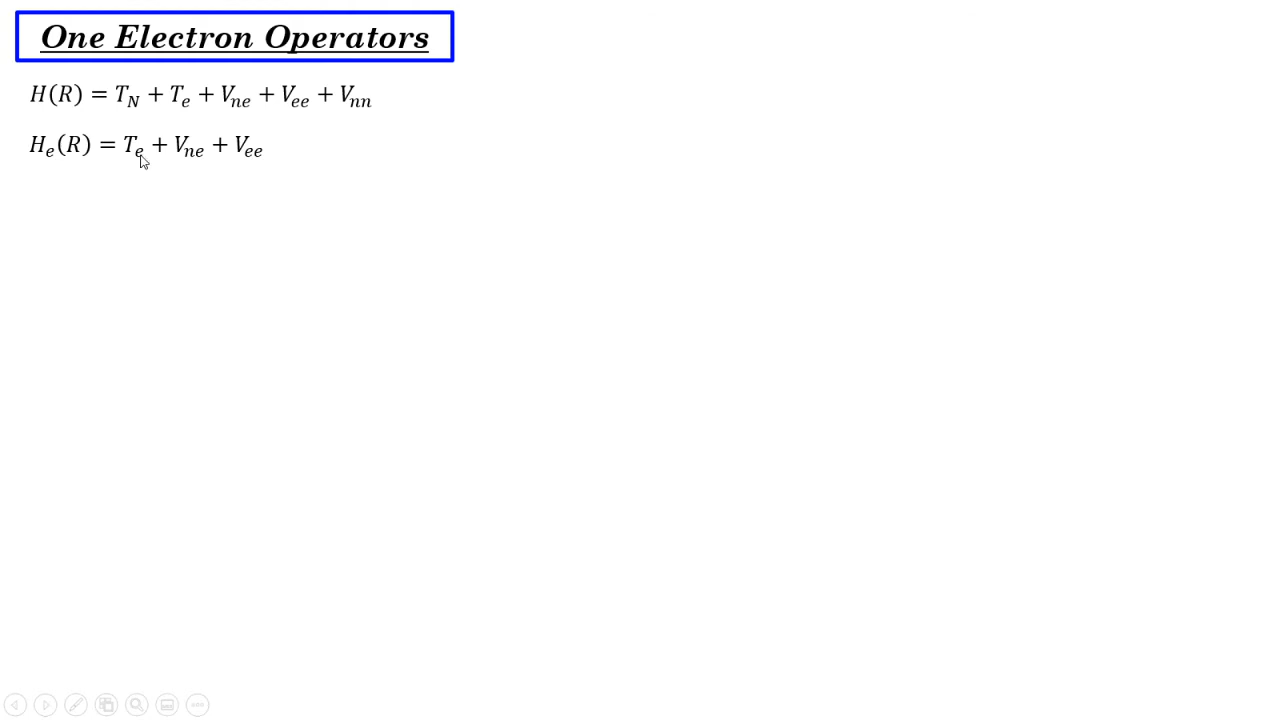 One Electron Operators
H(R) = T_N + T_e + V_ne + V_ee + V_nn
H_e(R) = T_e + V_ne + V_ee